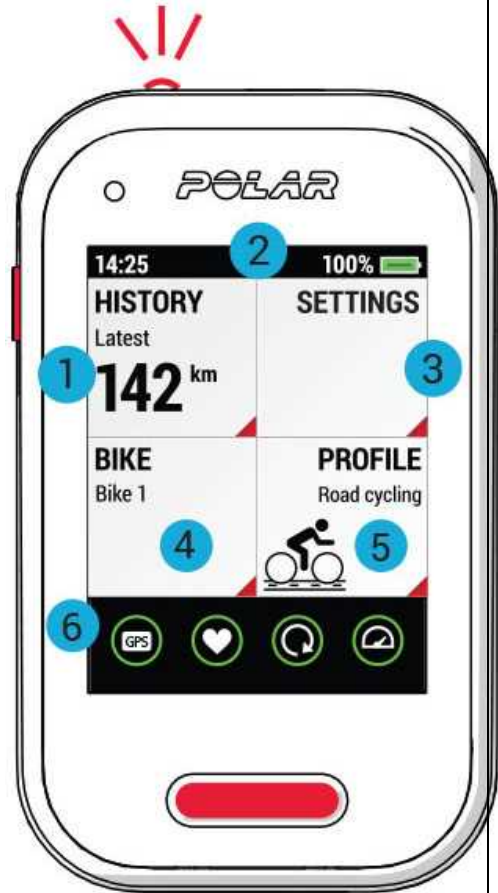 POLAR
2
14:25 100%
HISTORY SETTINGS
Latest
1 142 km 3
BIKE PROFILE
Bike 1 Road cycling
4 5
6 GPS